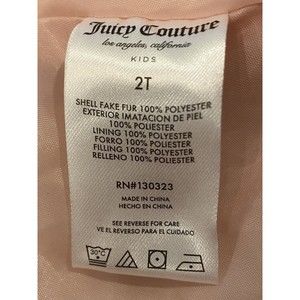 Juicy Couture
los angeles, california
KIDS
2T
SHELL FAKE FUR 100% POLYESTER
EXTERIOR IMATACION DE PIEL
100% POLIESTER
LINING 100% POLYESTER
FORRO 100% POLIESTER
FILLING 100% POLYESTER
RELLENO 100% POLIESTER
RN#130323
MADE IN CHINA
HECHO EN CHINA
SEE REVERSE FOR CARE
VE EL REVERSO PARA EL CUIDADO
30°C